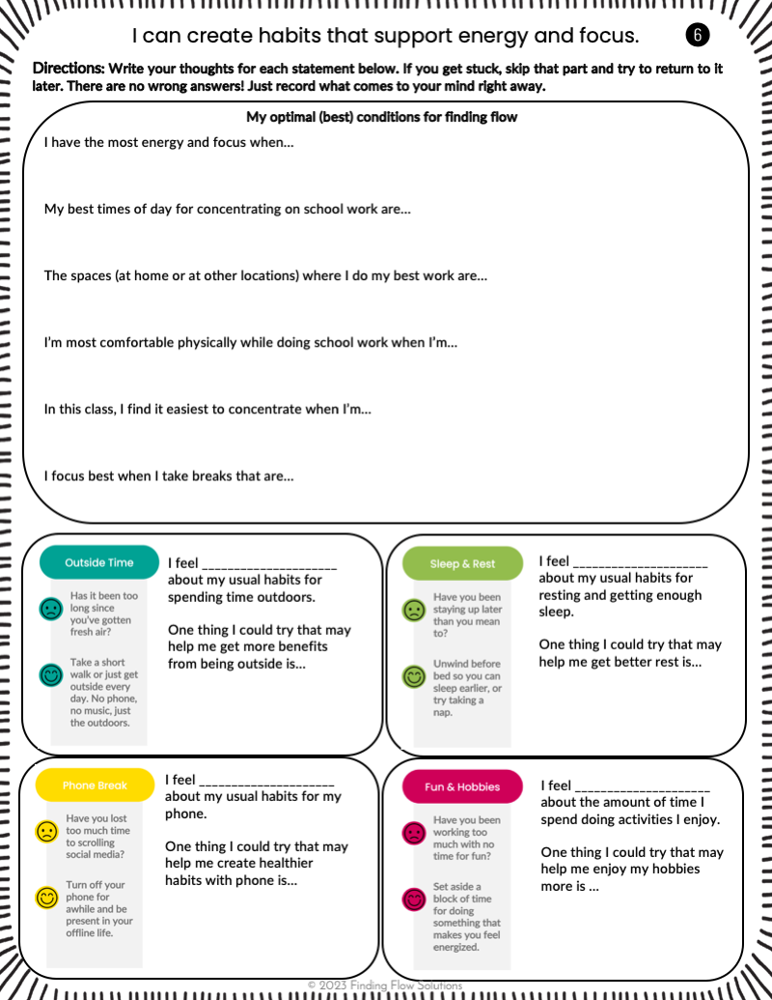 I can create habits that support energy and focus.
6
Directions: Write your thoughts for each statement below. If you get stuck, skip that part and try to return to it
later. There are no wrong answers! Just record what comes to your mind right away.
My optimal (best) conditions for finding flow
I have the most energy and focus when...
My best times of day for concentrating on school work are...
The spaces (at home or at other locations) where I do my best work are...
I'm most comfortable physically while doing school work when I'm...
In this class, I find it easiest to concentrate when I'm...
I focus best when I take breaks that are...
Outside Time
Has it been too
long since
you've gotten
fresh air?
Take a short
walk or just get
outside every
day. No phone,
no music, just
the outdoors.
I feel _____________________
about my usual habits for
spending time outdoors.
One thing I could try that may
help me get more benefits
from being outside is...
Sleep & Rest
Have you been
staying up later
than you mean
to?
Unwind before
bed so you can
sleep earlier, or
try taking a
nap.
I feel _____________________
about my usual habits for
resting and getting enough
sleep.
One thing I could try that may
help me get better rest is...
Phone Break
Have you lost
too much time
to scrolling
social media?
Turn off your
phone for
awhile and be
present in your
offline life.
I feel _____________________
about my usual habits for my
phone.
One thing I could try that may
help me create healthier
habits with phone is...
Fun & Hobbies
Have you been
working too
much with no
time for fun?
Set aside a
block of time
for doing
something that
makes you feel
energized.
I feel _____________________
about the amount of time I
spend doing activities I enjoy.
One thing I could try that may
help me enjoy my hobbies
more is ...
© 2023 Finding Flow Solutions